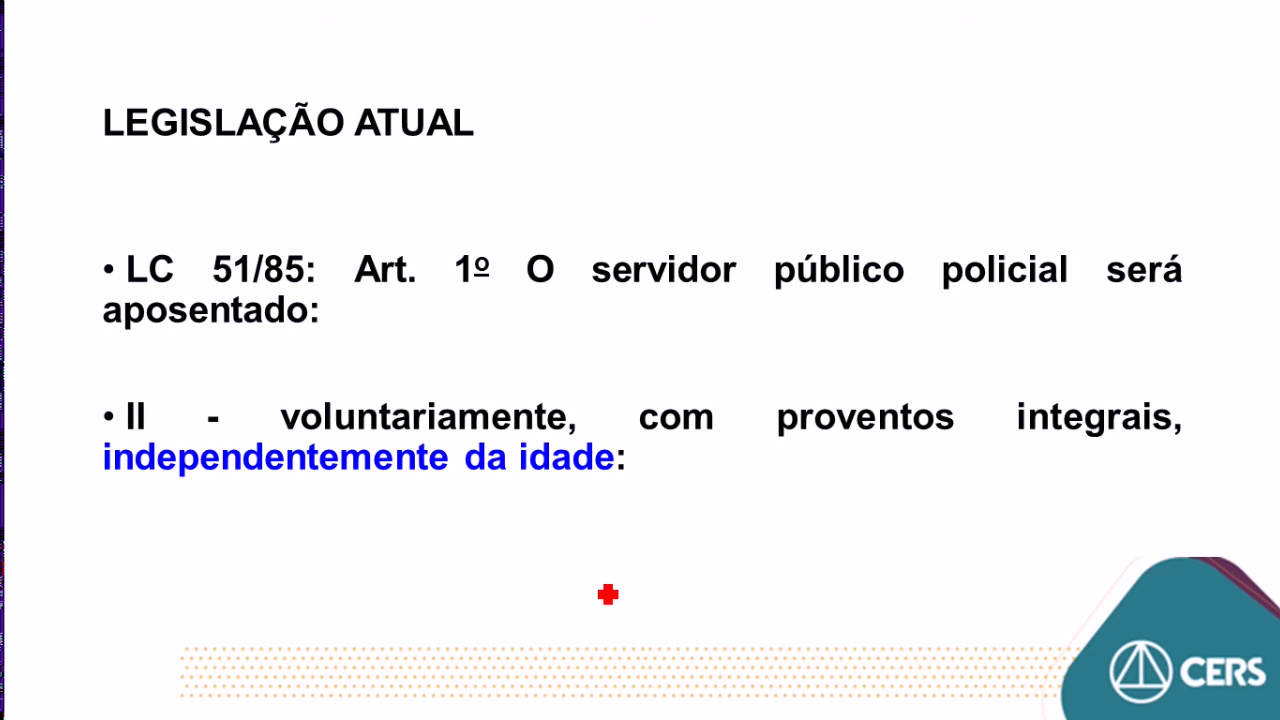 LEGISLAÇÃO ATUAL
• LC 51/85: Art. 1º O servidor público policial será
aposentado:
• II - voluntariamente, com proventos integrais,
independentemente da idade:
CERS